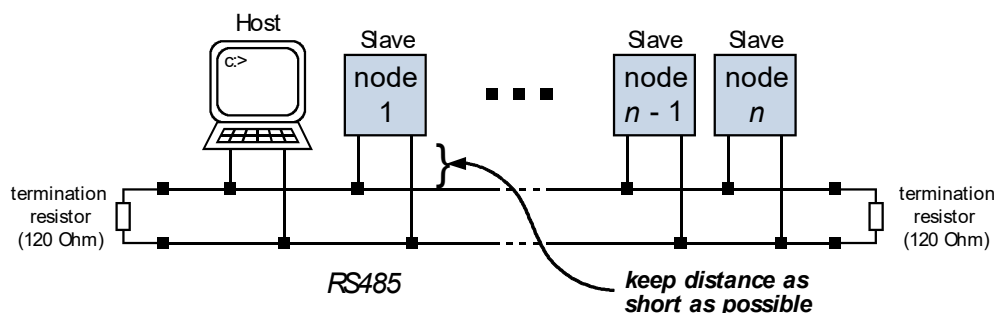 Host
c:>
Slave
node
1
Slave
node
n - 1
Slave
node
n
termination
resistor
(120 Ohm)
termination
resistor
(120 Ohm)
RS485
keep distance as
short as possible